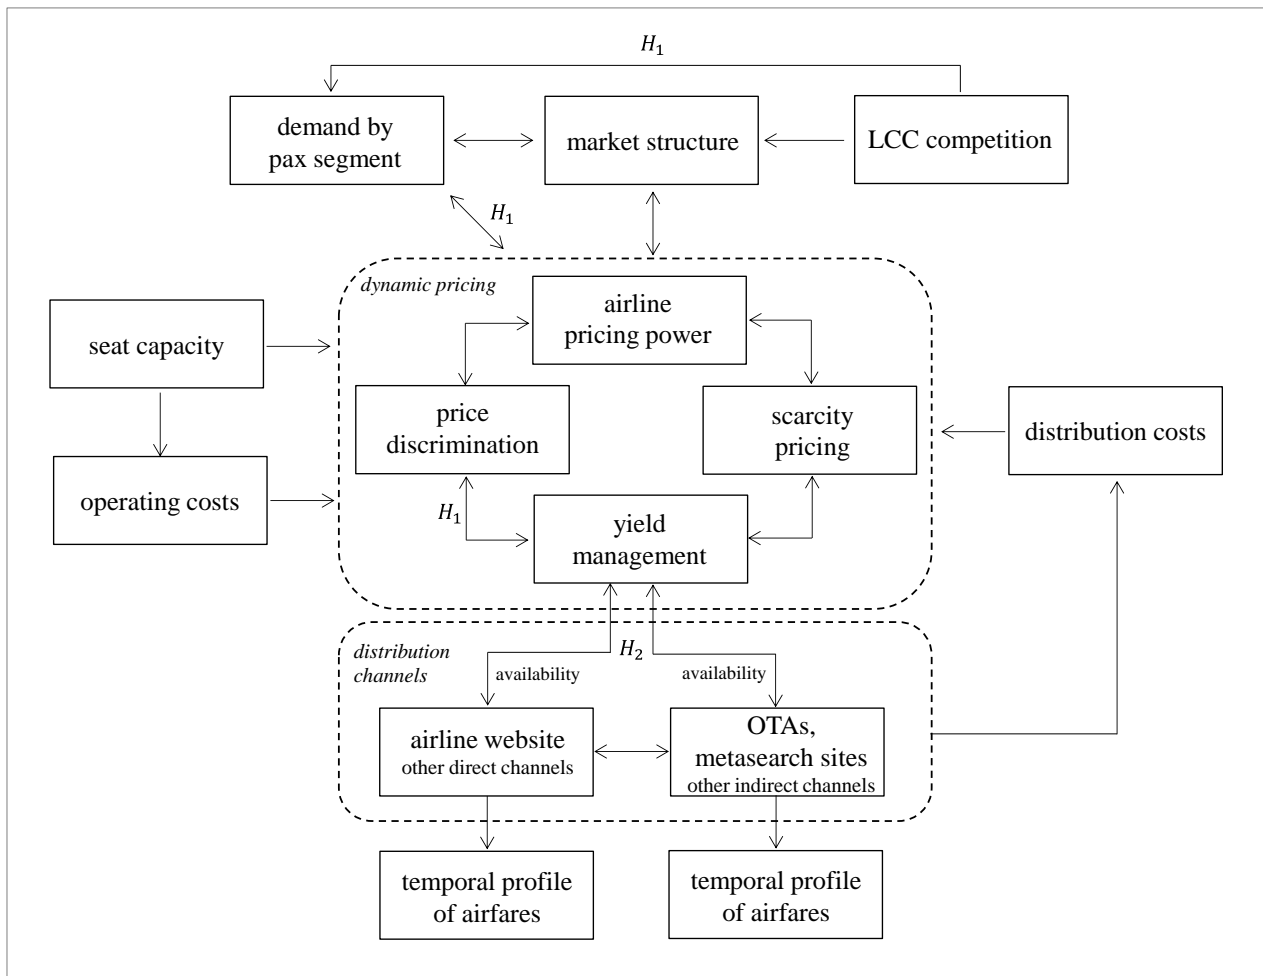 H₁
demand by
pax segment
market structure
LCC competition
H₁
dynamic pricing
airline
pricing power
seat capacity
price
discrimination
scarcity
pricing
distribution costs
operating costs
H₁
yield
management
distribution
channels
H₂
availability
availability
airline website
other direct channels
OTAs,
metasearch sites
other indirect channels
temporal profile
of airfares
temporal profile
of airfares